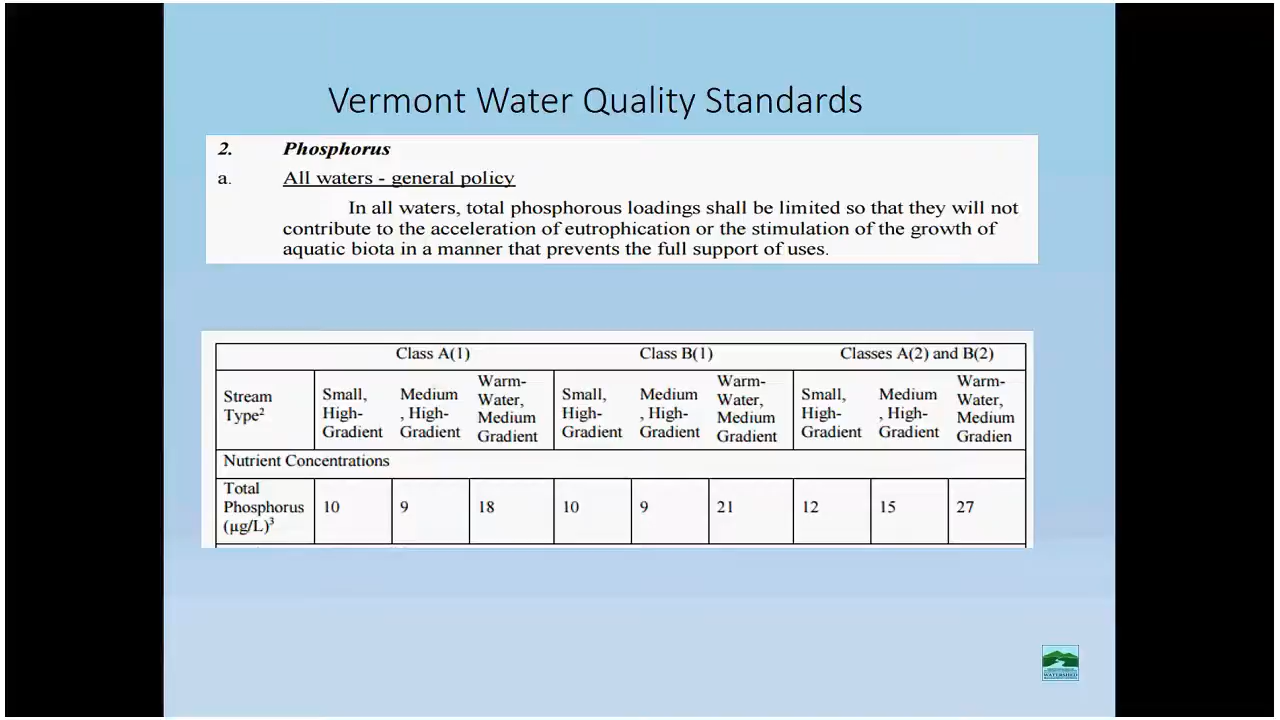 Vermont Water Quality Standards
2. Phosphorus
a. All waters - general policy
In all waters, total phosphorous loadings shall be limited so that they will not
contribute to the acceleration of eutrophication or the stimulation of the growth of
aquatic biota in a manner that prevents the full support of uses.
Class A(1) Class B(1) Classes A(2) and B(2)
Stream Type² Small, High-Gradient Medium , High-Gradient Warm-Water, Medium Gradient Small, High-Gradient Medium , High-Gradient Warm-Water, Medium Gradient Small, High-Gradient Medium , High-Gradient Warm-Water, Medium Gradien
Nutrient Concentrations
Total Phosphorus (µg/L)³ 10 9 18 10 9 21 12 15 27
WATERSHED